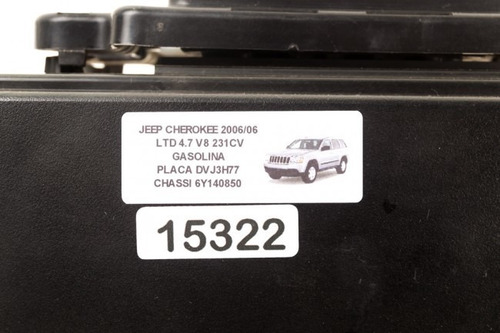 JEEP CHEROKEE 2006/06
LTD 4.7 V8 231CV
GASOLINA
PLACA DVJ3H77
CHASSI 6Y140850
15322